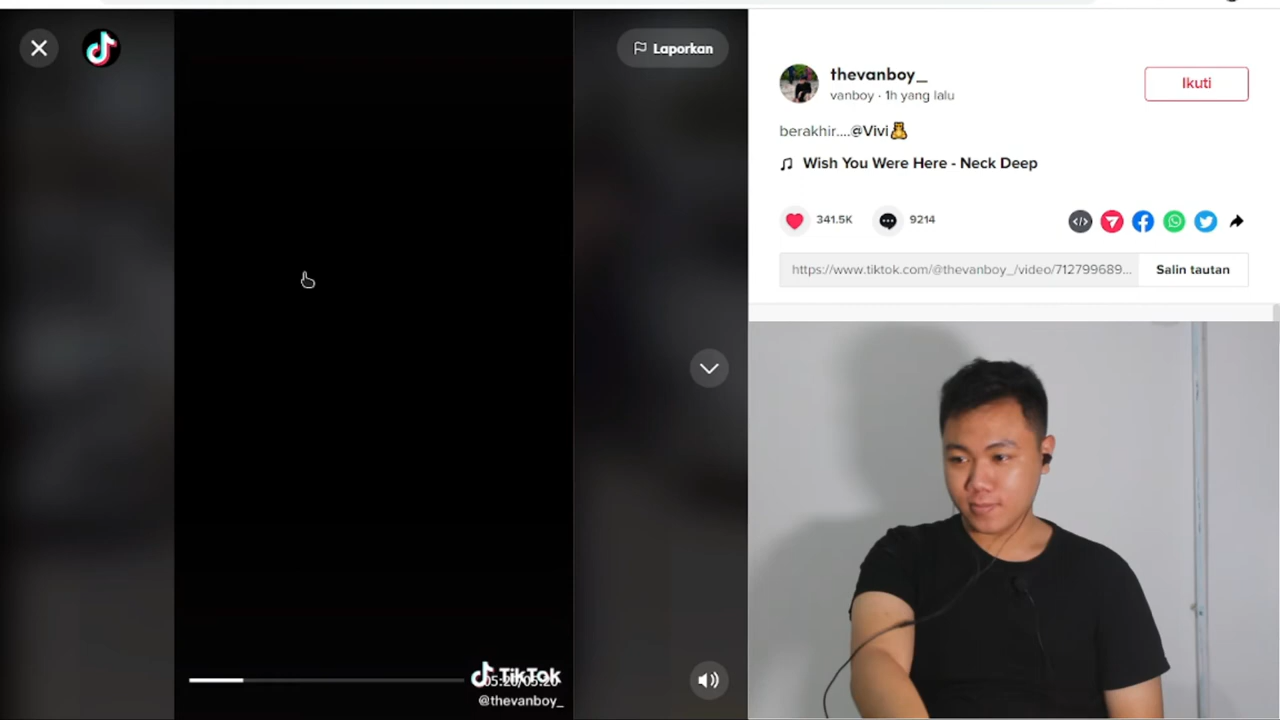 Laporkan
TikTok
@thevanboy_
thevanboy_
vanboy · 1h yang lalu
Ikuti
berakhir....@Vivi🧸
Wish You Were Here - Neck Deep
341.5K
9214
https://www.tiktok.com/@thevanboy_/video/712799689...
Salin tautan